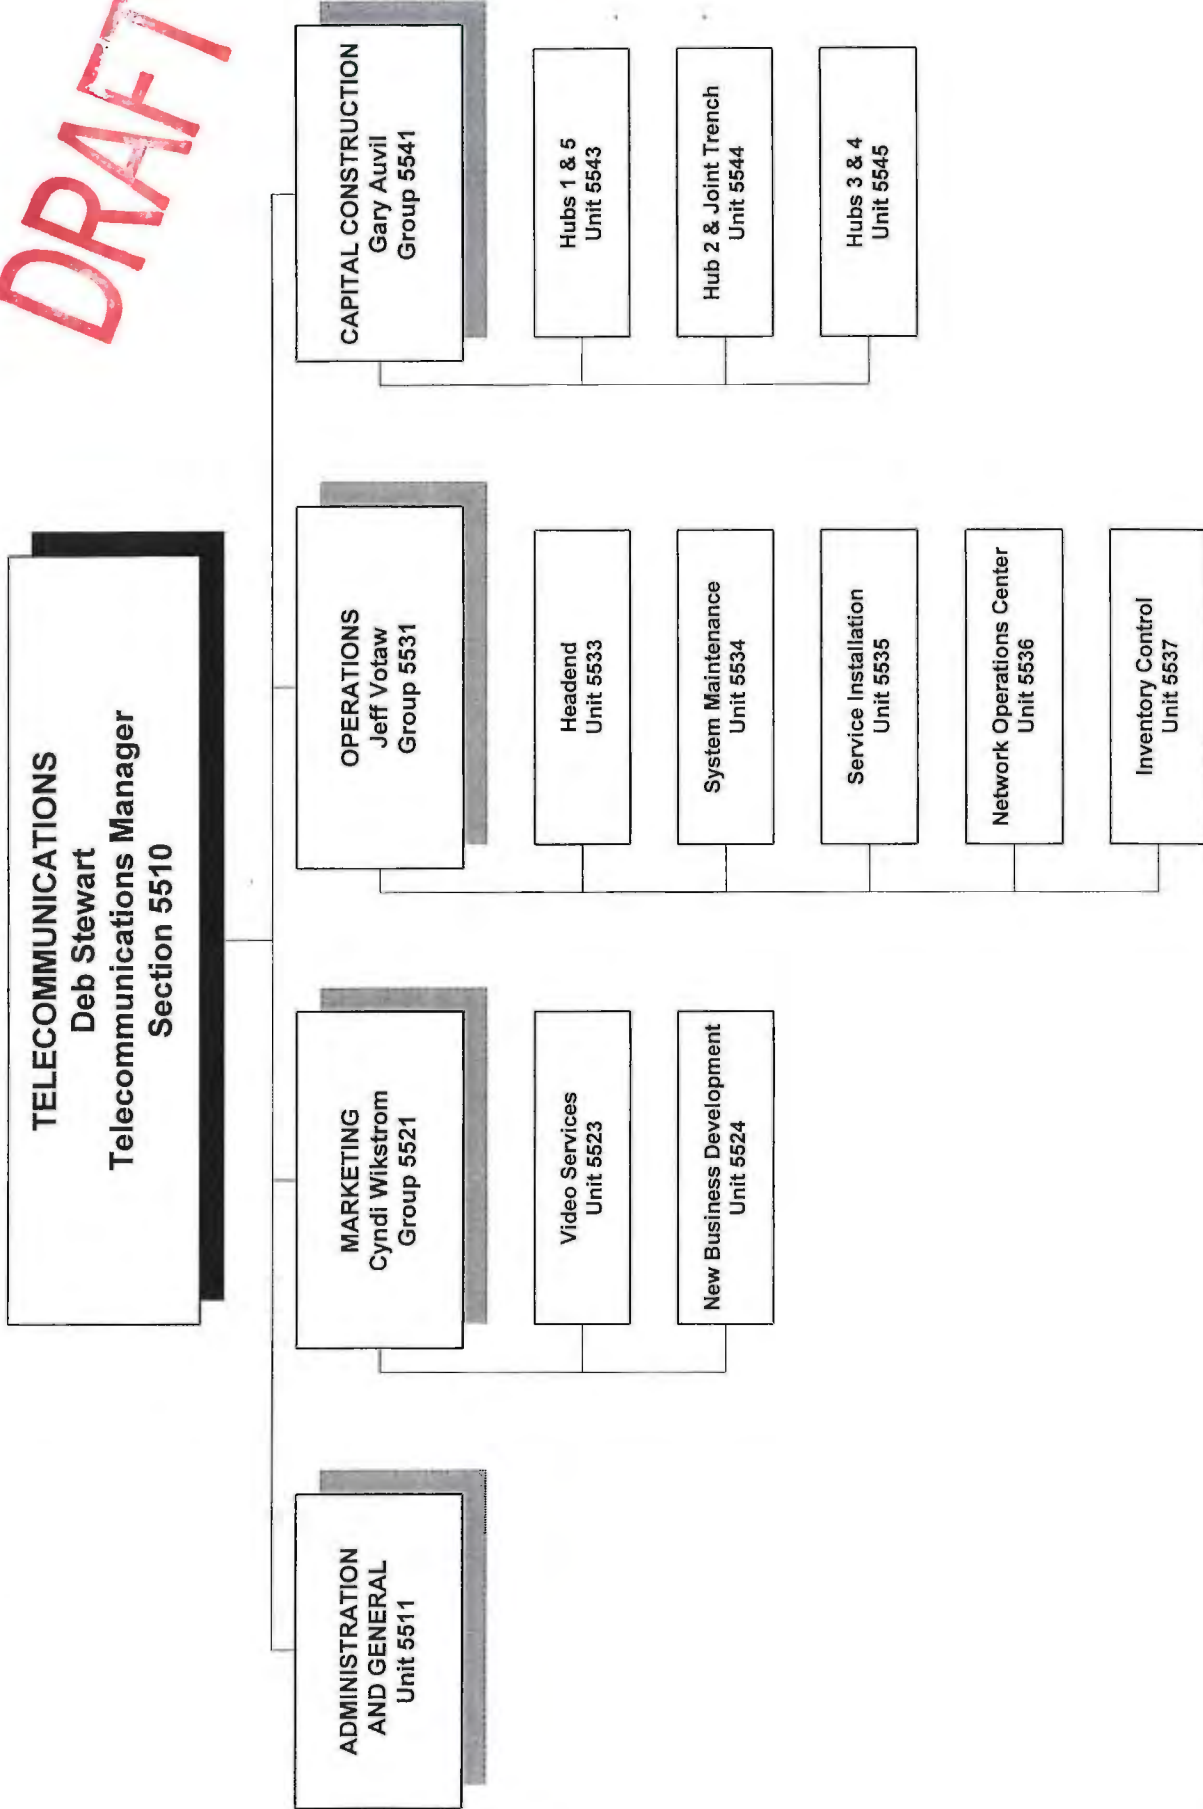 DRAFT
TELECOMMUNICATIONS
Deb Stewart
Telecommunications Manager
Section 5510
ADMINISTRATION
AND GENERAL
Unit 5511
MARKETING
Cyndi Wikstrom
Group 5521
Video Services
Unit 5523
New Business Development
Unit 5524
OPERATIONS
Jeff Votaw
Group 5531
Headend
Unit 5533
System Maintenance
Unit 5534
Service Installation
Unit 5535
Network Operations Center
Unit 5536
Inventory Control
Unit 5537
CAPITAL CONSTRUCTION
Gary Auvil
Group 5541
Hubs 1 & 5
Unit 5543
Hub 2 & Joint Trench
Unit 5544
Hubs 3 & 4
Unit 5545